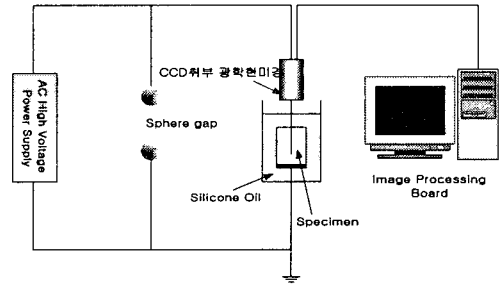 AC High Voltage
Power Supply
CCD취부 광학현미경
Sphere gap
Silicone Oil
Specimen
Image Processing
Board